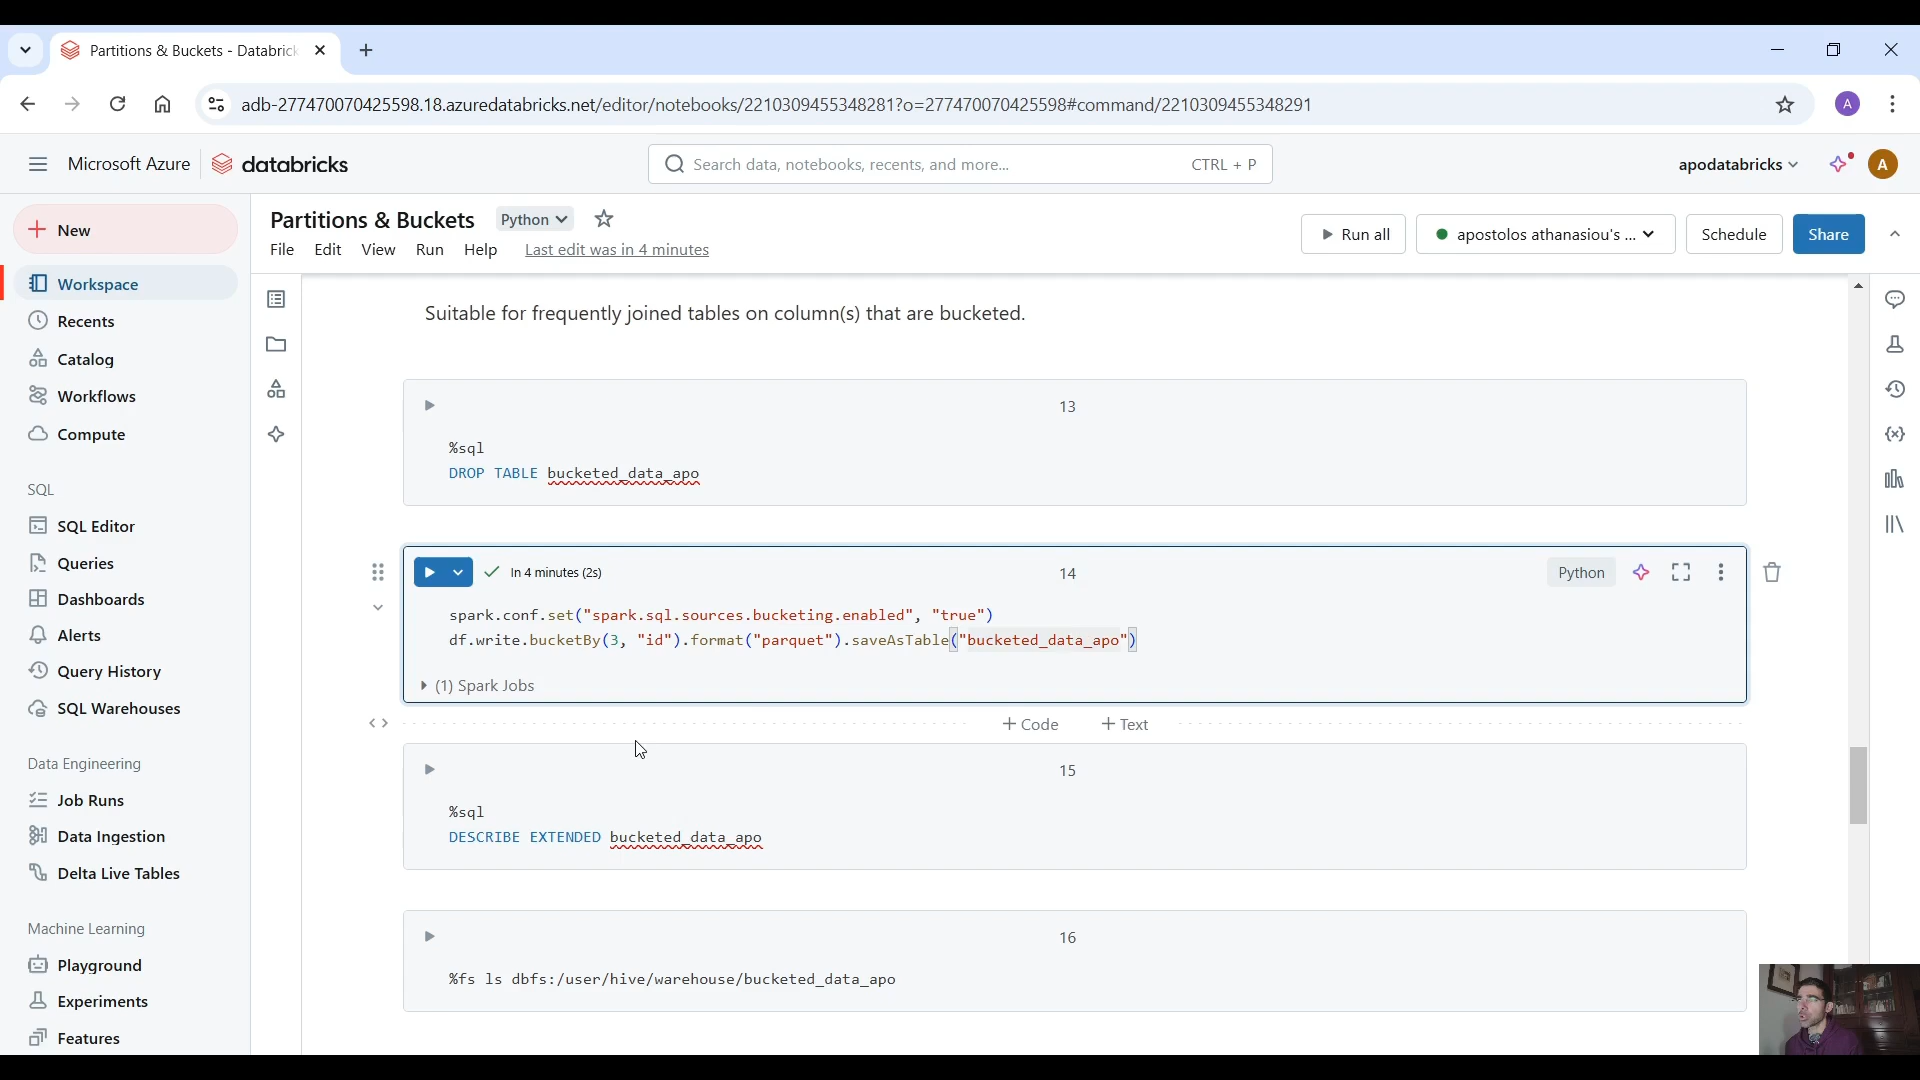 Partitions & Buckets - Databric
adb-277470070425598.18.azuredatabricks.net/editor/notebooks/2210309455348281?o=277470070425598#command/2210309455348291
A
Microsoft Azure
databricks
Search data, notebooks, recents, and more...
CTRL + P
apodatabricks
A
New
Workspace
Recents
Catalog
Workflows
Compute
SQL
SQL Editor
Queries
Dashboards
Alerts
Query History
SQL Warehouses
Data Engineering
Job Runs
Data Ingestion
Delta Live Tables
Machine Learning
Playground
Experiments
Features
Partitions & Buckets
Python
File
Edit
View
Run
Help
Last edit was in 4 minutes
Run all
apostolos athanasiou's ...
Schedule
Share
Suitable for frequently joined tables on column(s) that are bucketed.
13
%sql
DROP TABLE bucketed_data_apo
In 4 minutes (2s)
14
Python
spark.conf.set("spark.sql.sources.bucketing.enabled", "true")
df.write.bucketBy(3, "id").format("parquet").saveAsTable("bucketed_data_apo")
(1) Spark Jobs
+ Code
+ Text
15
%sql
DESCRIBE EXTENDED bucketed_data_apo
16
%fs ls dbfs:/user/hive/warehouse/bucketed_data_apo